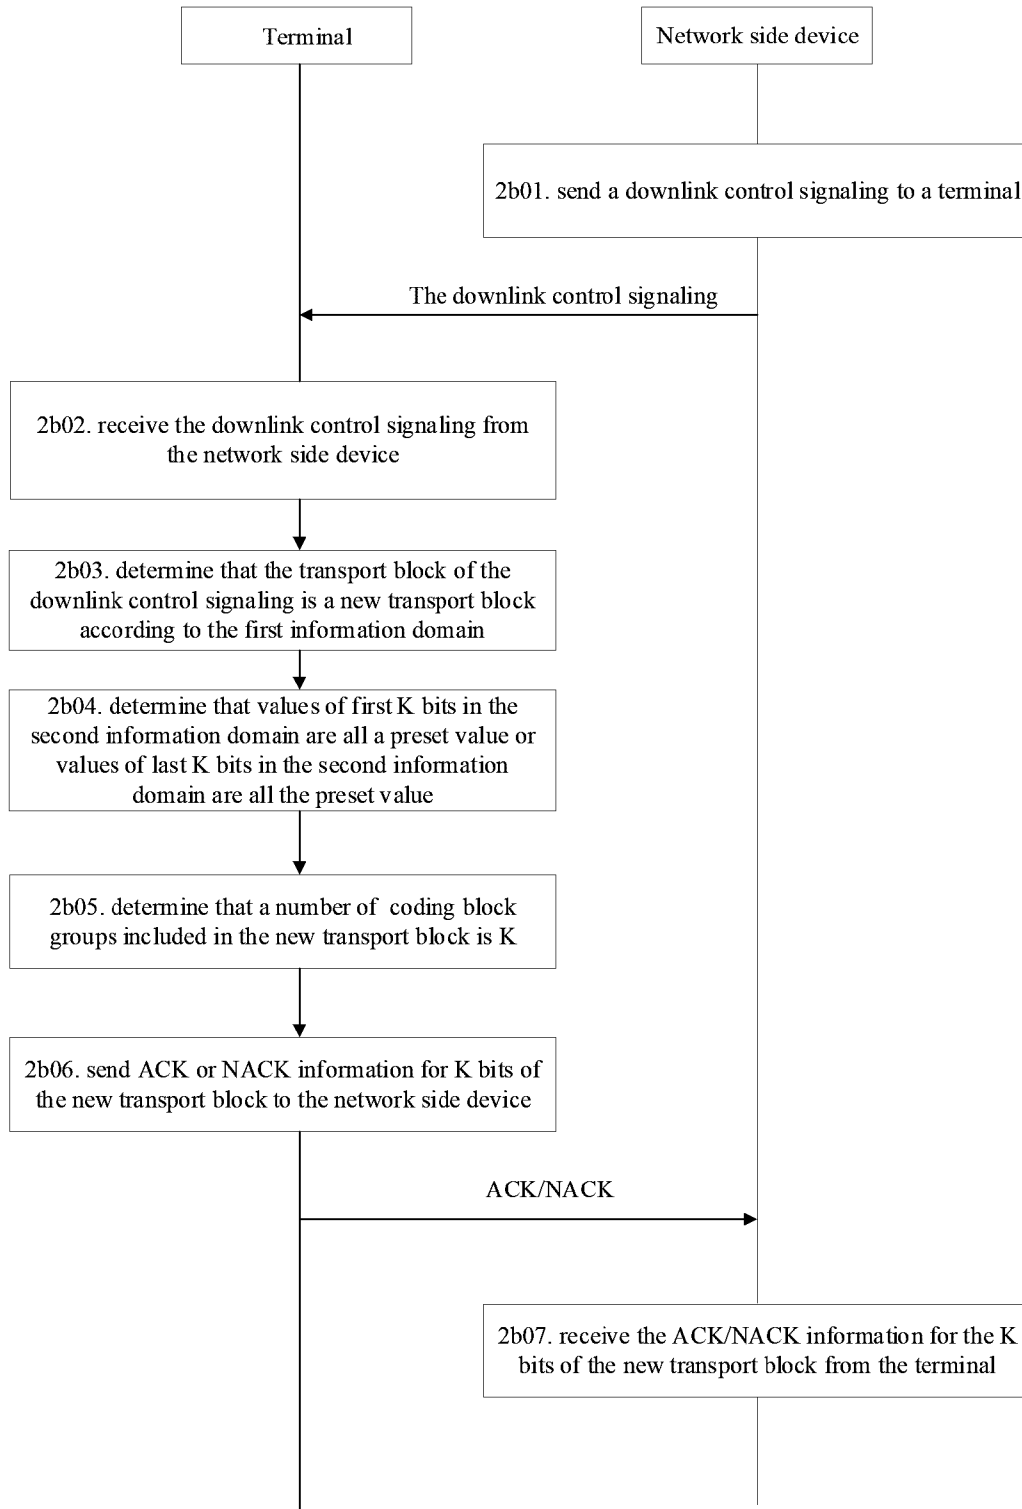 Terminal
Network side device
2b01. send a downlink control signaling to a terminal
The downlink control signaling
2b02. receive the downlink control signaling from
the network side device
2b03. determine that the transport block of the
downlink control signaling is a new transport block
according to the first information domain
2b04. determine that values of first K bits in the
second information domain are all a preset value or
values of last K bits in the second information
domain are all the preset value
2b05. determine that a number of coding block
groups included in the new transport block is K
2b06. send ACK or NACK information for K bits of
the new transport block to the network side device
ACK/NACK
2b07. receive the ACK/NACK information for the K
bits of the new transport block from the terminal